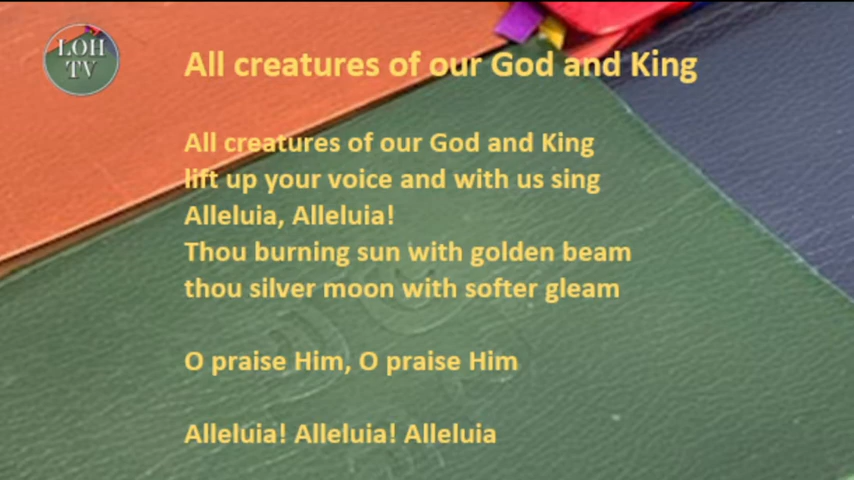 LOH
TV
All creatures of our God and King
All creatures of our God and King
lift up your voice and with us sing
Alleluia, Alleluia!
Thou burning sun with golden beam
thou silver moon with softer gleam
O praise Him, O praise Him
Alleluia! Alleluia! Alleluia